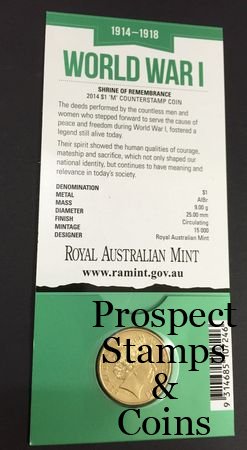 1914–1918
WORLD WAR I
SHRINE OF REMEMBRANCE
2014 $1 'M' COUNTERSTAMP COIN
The deeds performed by the countless men and
women who stepped forward to serve the cause of
peace and freedom during World War I, fostered a
legend still alive today.
Their spirit showed the human qualities of courage,
mateship and sacrifice, which not only shaped our
national identity, but continues to have meaning and
relevance in today's society.
DENOMINATION $1
METAL AlBr
MASS 9.00 g
DIAMETER 25.00 mm
FINISH Circulating
MINTAGE 15 000
DESIGNER Royal Australian Mint
ROYAL AUSTRALIAN MINT
www.ramint.gov.au
Prospect
Stamps
&
Coins